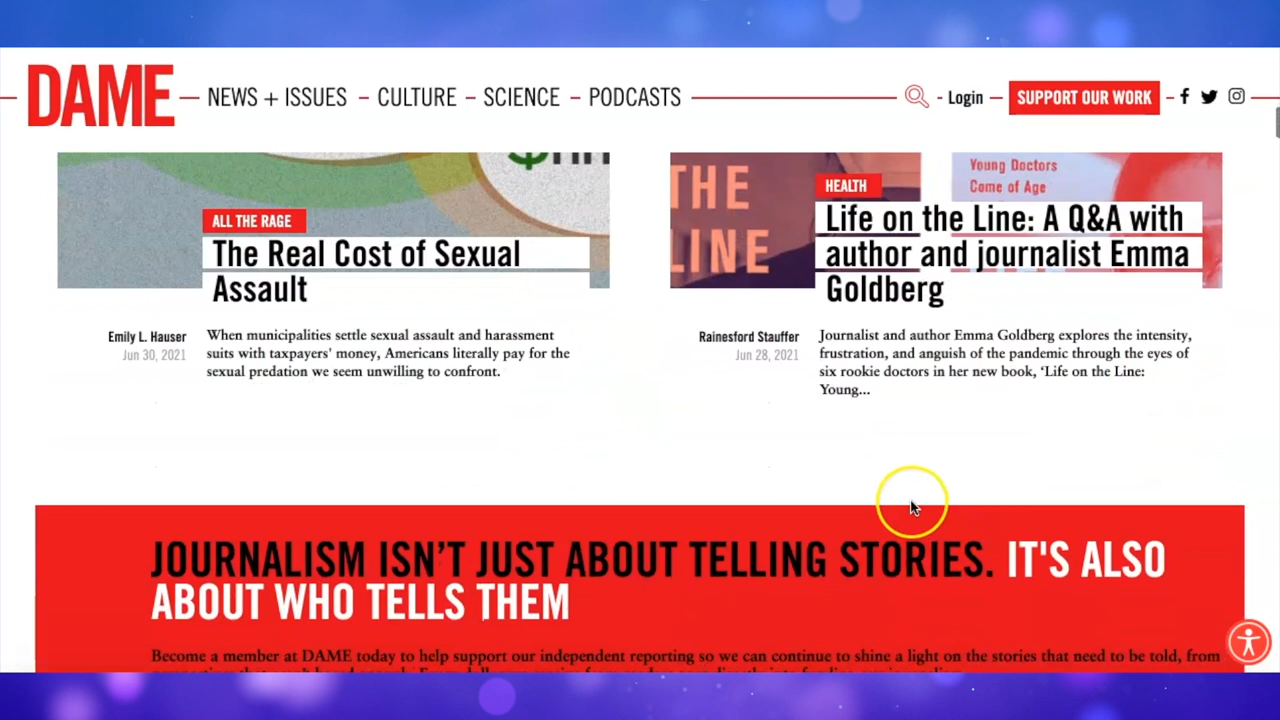 DAME
NEWS + ISSUES
CULTURE
SCIENCE
PODCASTS
Login
SUPPORT OUR WORK
ALL THE RAGE
The Real Cost of Sexual
Assault
Emily L. Hauser
Jun 30, 2021
When municipalities settle sexual assault and harassment
suits with taxpayers' money, Americans literally pay for the
sexual predation we seem unwilling to confront.
THE
LINE
Young Doctors
Come of Age
HEALTH
Life on the Line: A Q&A with
author and journalist Emma
Goldberg
Rainesford Stauffer
Jun 28, 2021
Journalist and author Emma Goldberg explores the intensity,
frustration, and anguish of the pandemic through the eyes of
six rookie doctors in her new book, ‘Life on the Line:
Young...
JOURNALISM ISN’T JUST ABOUT TELLING STORIES. IT'S ALSO
ABOUT WHO TELLS THEM
Become a member at DAME today to help support our independent reporting so we can continue to shine a light on the stories that need to be told, from